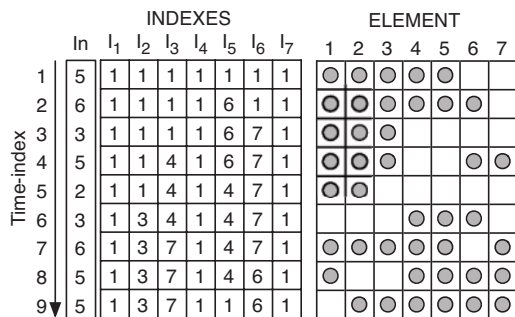 INDEXES ELEMENT
In I1 I2 I3 I4 I5 I6 I7 1 2 3 4 5 6 7
Time-index
1 5 1 1 1 1 1 1 1
2 6 1 1 1 1 6 1 1
3 3 1 1 1 1 6 7 1
4 5 1 1 4 1 6 7 1
5 2 1 1 4 1 4 7 1
6 3 1 3 4 1 4 7 1
7 6 1 3 7 1 4 7 1
8 5 1 3 7 1 4 6 1
9 5 1 3 7 1 1 6 1